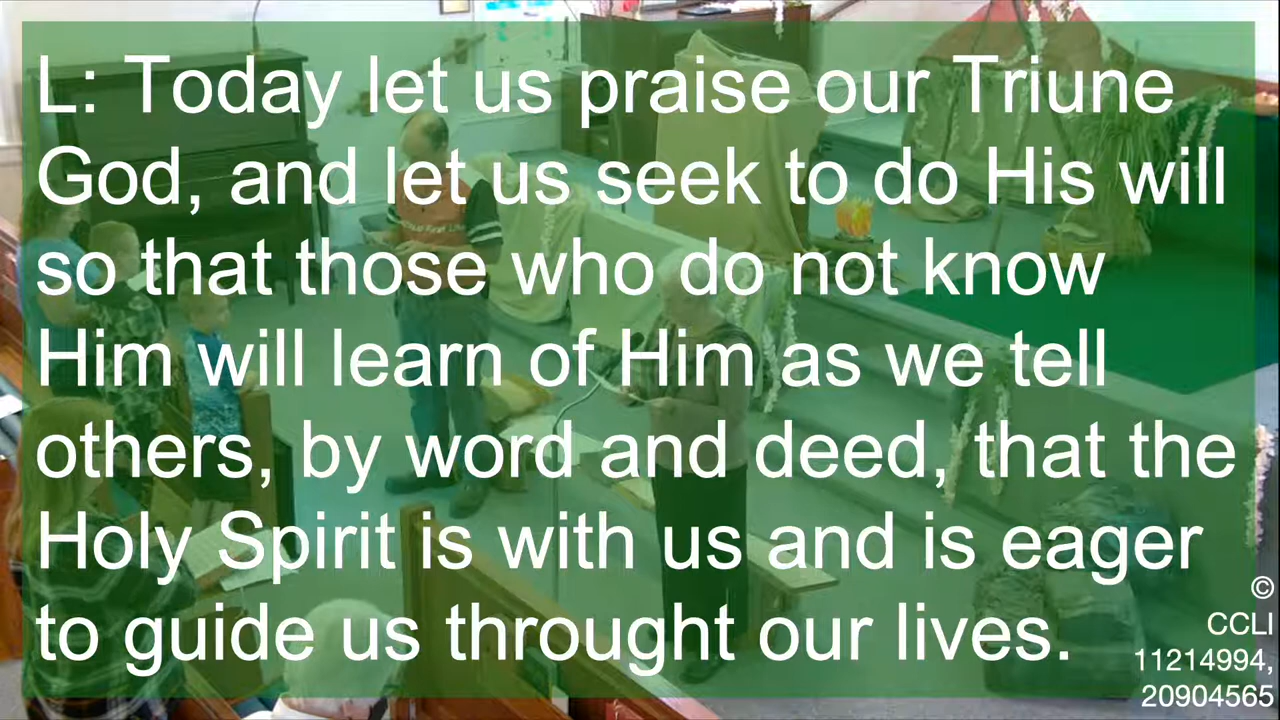 L: Today let us praise our Triune
God, and let us seek to do His will
so that those who do not know
Him will learn of Him as we tell
others, by word and deed, that the
Holy Spirit is with us and is eager
to guide us throught our lives.
©
CCLI
11214994,
20904565